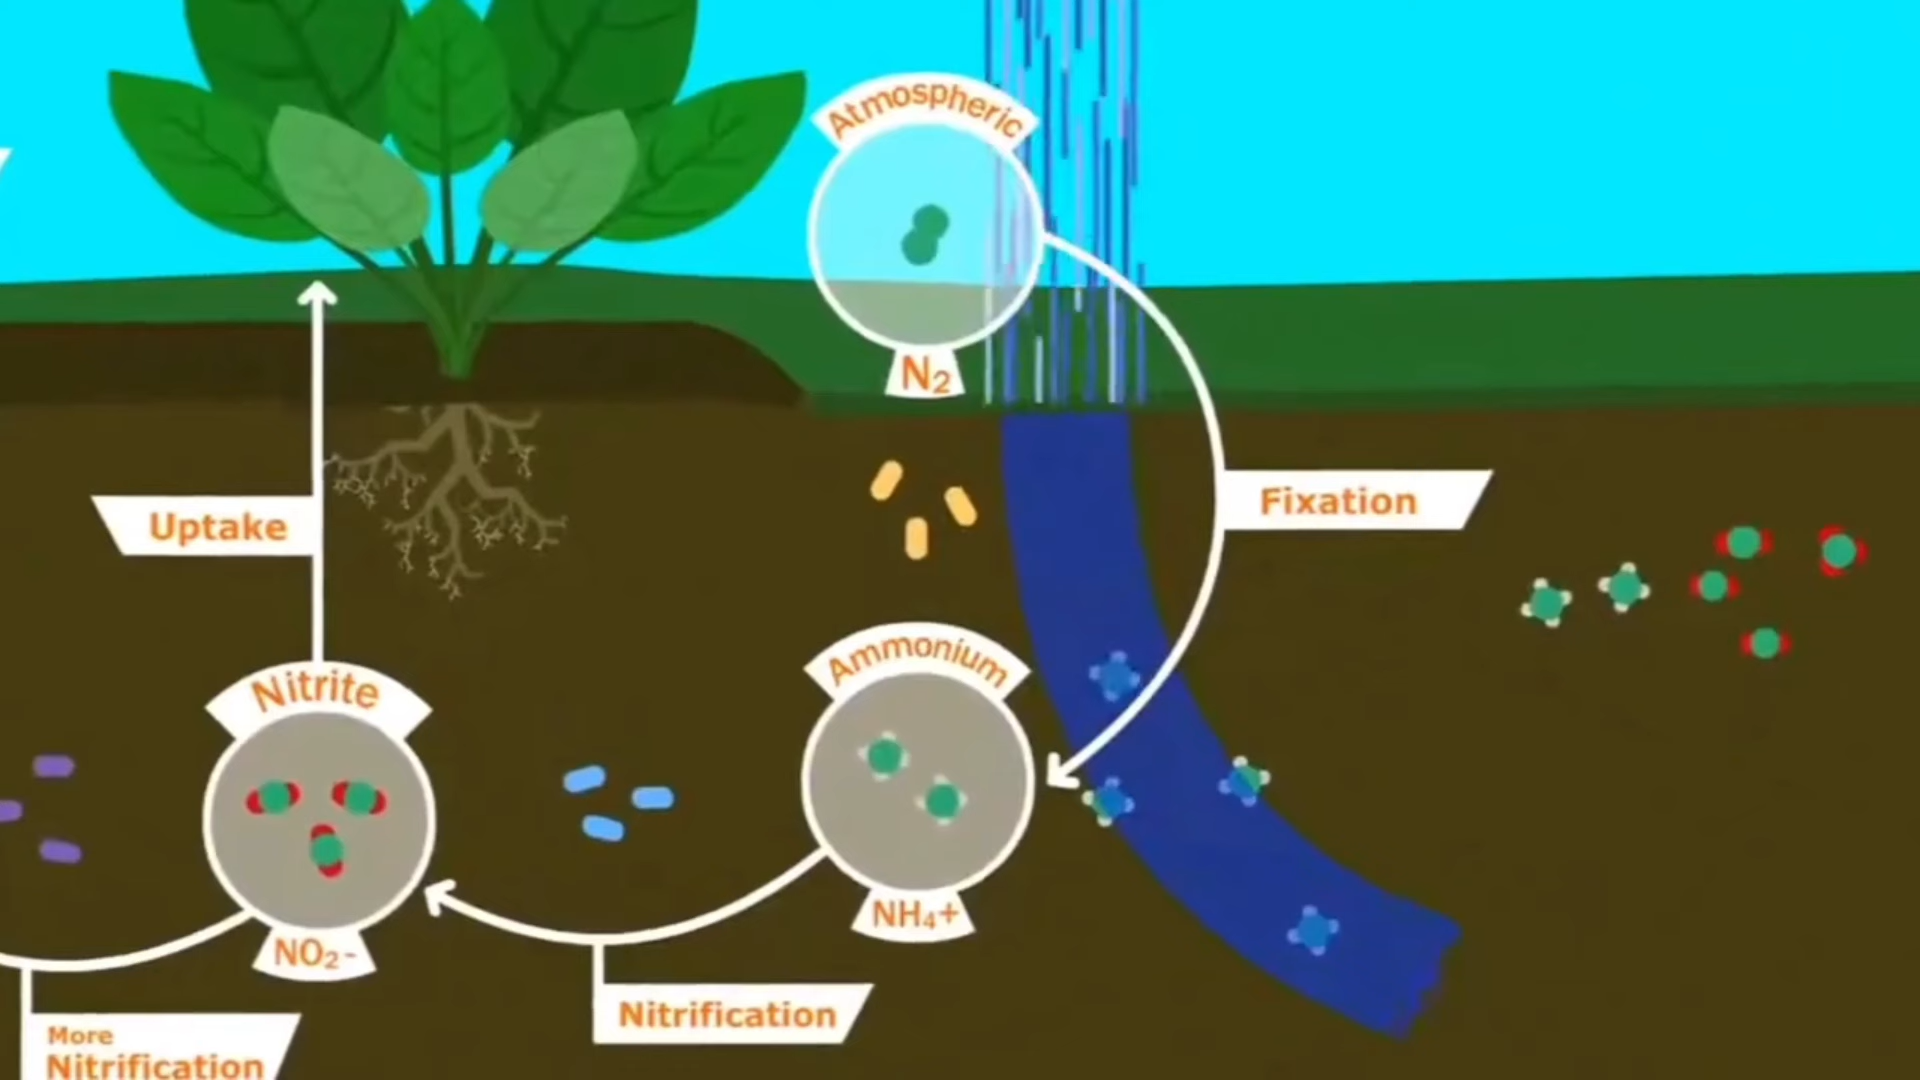 Atmospheric
N₂
Fixation
Uptake
Ammonium
Nitrite
NH₄+
NO₂-
Nitrification
More
Nitrification